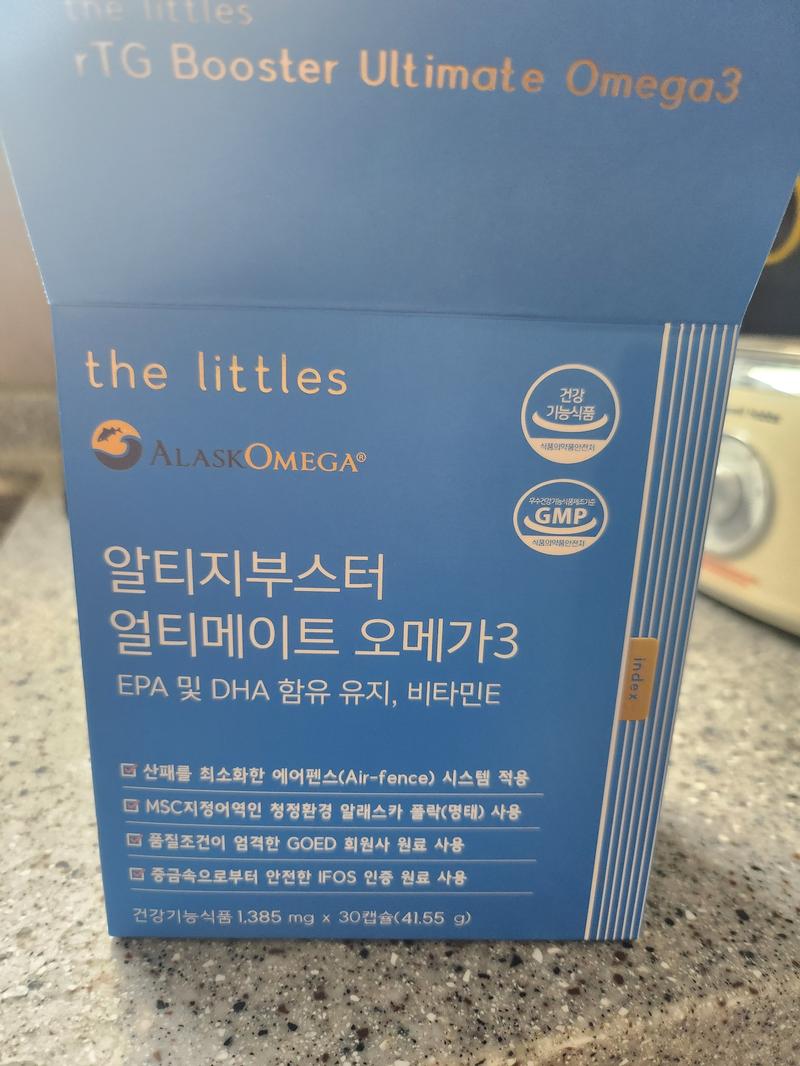 the littles
rTG Booster Ultimate Omega3
the littles
ALASKOMEGA®
건강
기능식품
식품의약품안전처
우수건강기능식품제조기준
GMP
식품의약품안전처
알티지부스터
얼티메이트 오메가3
EPA 및 DHA 함유 유지, 비타민E
index
산패를 최소화한 에어펜스(Air-fence) 시스템 적용
MSC지정어역인 청정환경 알래스카 폴락(명태) 사용
품질조건이 엄격한 GOED 회원사 원료 사용
중금속으로부터 안전한 IFOS 인증 원료 사용
건강기능식품 1,385 mg x 30캡슐(41.55 g)